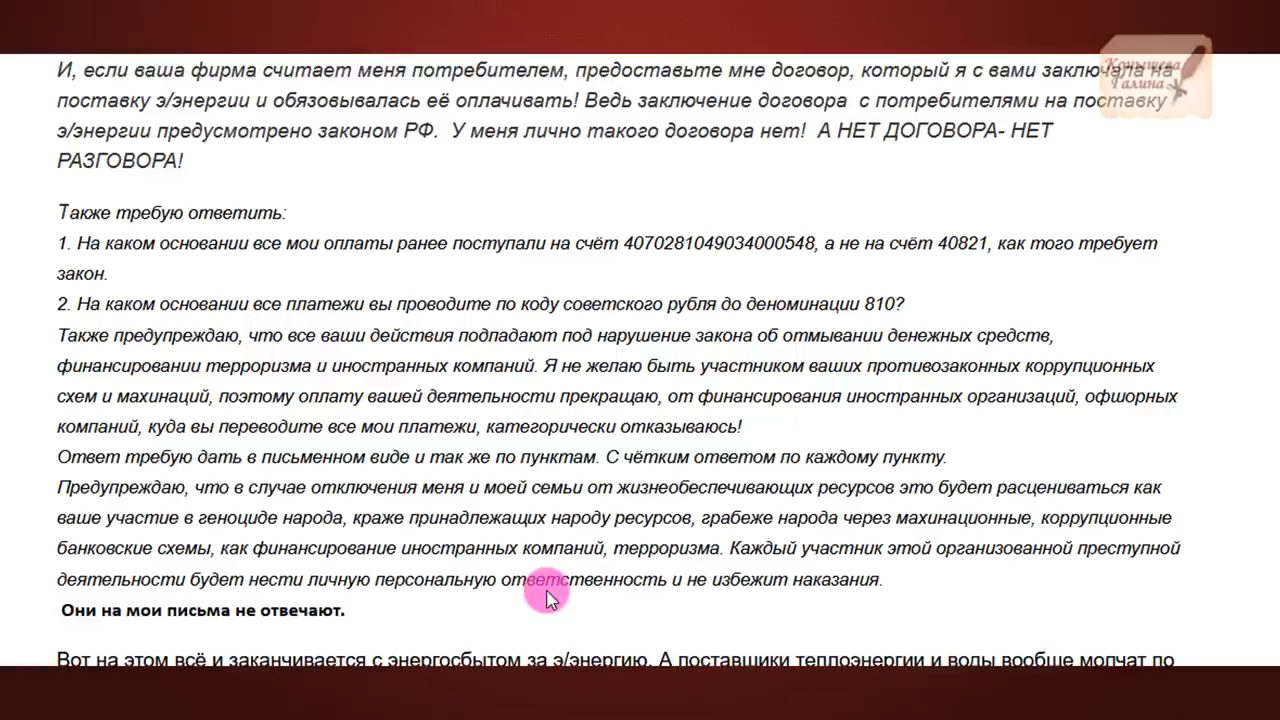 И, если ваша фирма считает меня потребителем, предоставьте мне договор, который я с вами заключала на
поставку э/энергии и обязовывалась её оплачивать! Ведь заключение договора с потребителями на поставку
э/энергии предусмотрено законом РФ. У меня лично такого договора нет! А НЕТ ДОГОВОРА- НЕТ
РАЗГОВОРА!
Также требую ответить:
1. На каком основании все мои оплаты ранее поступали на счёт 4070281049034000548, а не на счёт 40821, как того требует
закон.
2. На каком основании все платежи вы проводите по коду советского рубля до деноминации 810?
Также предупреждаю, что все ваши действия подпадают под нарушение закона об отмывании денежных средств,
финансировании терроризма и иностранных компаний. Я не желаю быть участником ваших противозаконных коррупционных
схем и махинаций, поэтому оплату вашей деятельности прекращаю, от финансирования иностранных организаций, офшорных
компаний, куда вы переводите все мои платежи, категорически отказываюсь!
Ответ требую дать в письменном виде и так же по пунктам. С чётким ответом по каждому пункту.
Предупреждаю, что в случае отключения меня и моей семьи от жизнеобеспечивающих ресурсов это будет расцениваться как
ваше участие в геноциде народа, краже принадлежащих народу ресурсов, грабеже народа через махинационные, коррупционные
банковские схемы, как финансирование иностранных компаний, терроризма. Каждый участник этой организованной преступной
деятельности будет нести личную персональную ответственность и не избежит наказания.
Они на мои письма не отвечают.
Вот на этом всё и заканчивается с энергосбытом за э/энергию. А поставщики теплоэнергии и воды вообще молчат по
Конышева
Галина